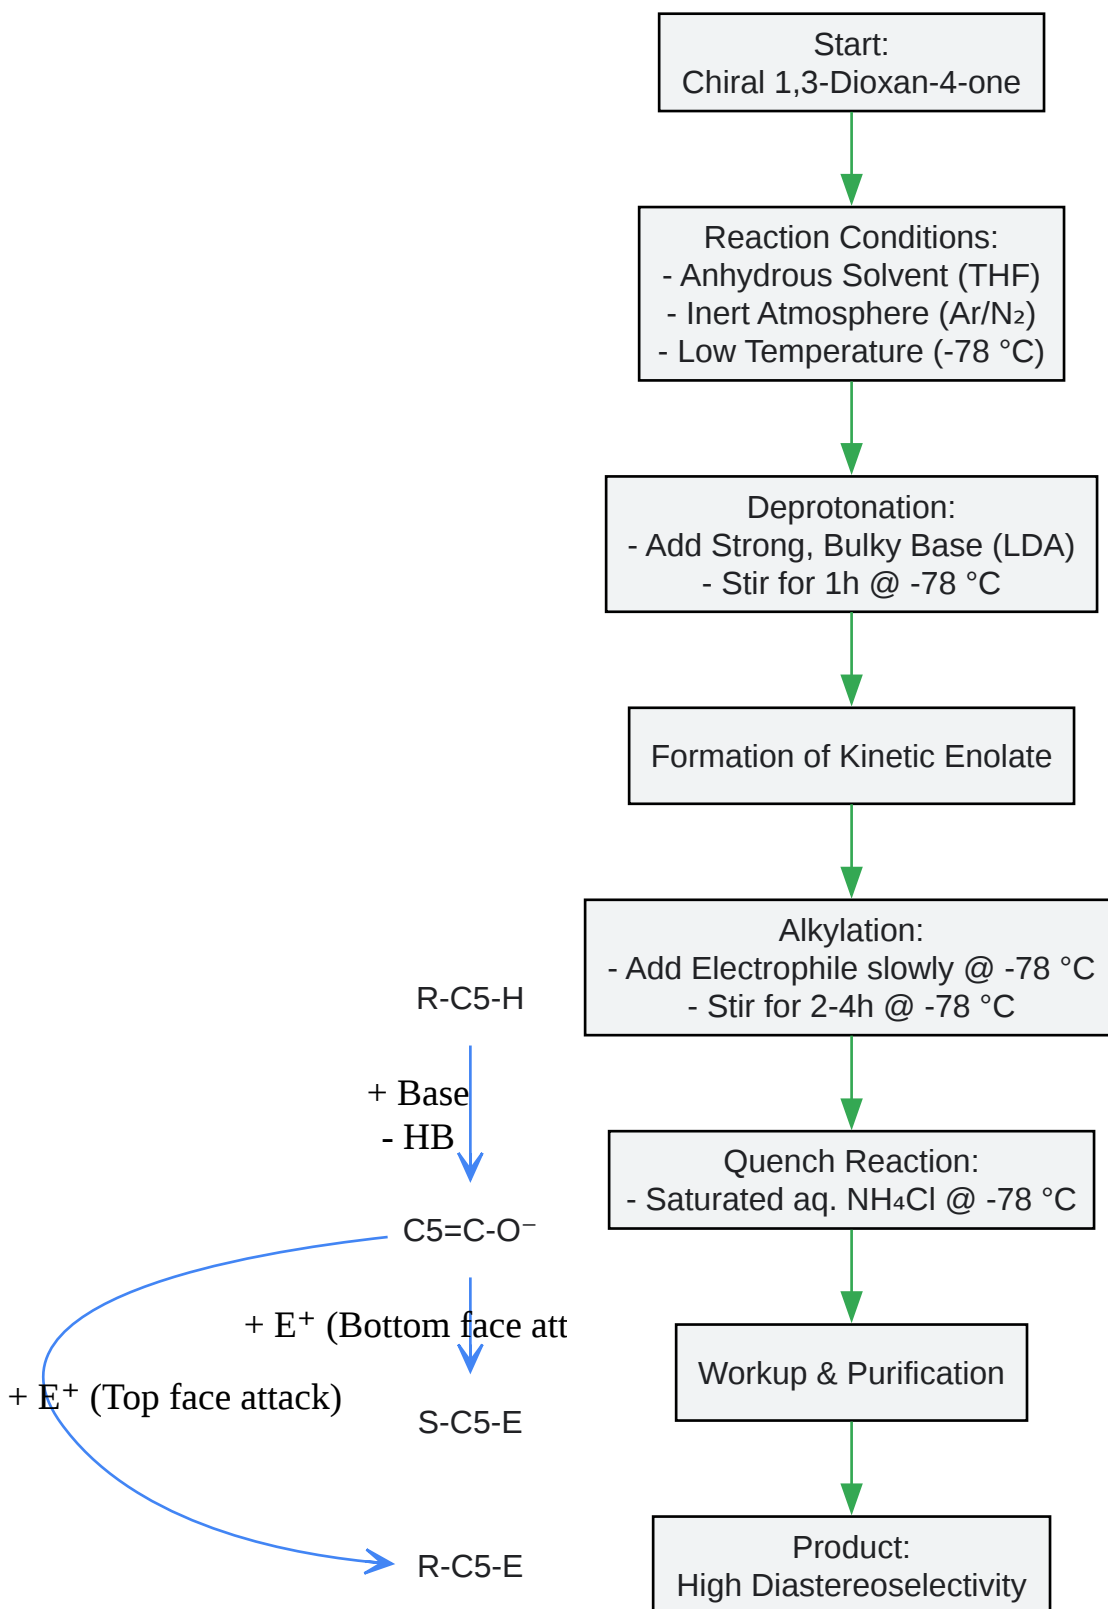 Start:
Chiral 1,3-Dioxan-4-one
Reaction Conditions:
- Anhydrous Solvent (THF)
- Inert Atmosphere (Ar/N₂)
- Low Temperature (-78 °C)
Deprotonation:
- Add Strong, Bulky Base (LDA)
- Stir for 1h @ -78 °C
Formation of Kinetic Enolate
Alkylation:
- Add Electrophile slowly @ -78 °C
- Stir for 2-4h @ -78 °C
Quench Reaction:
- Saturated aq. NH₄Cl @ -78 °C
Workup & Purification
Product:
High Diastereoselectivity
R-C5-H
+ Base
- HB
C5=C-O⁻
+ E⁺ (Bottom face att
+ E⁺ (Top face attack)
S-C5-E
R-C5-E